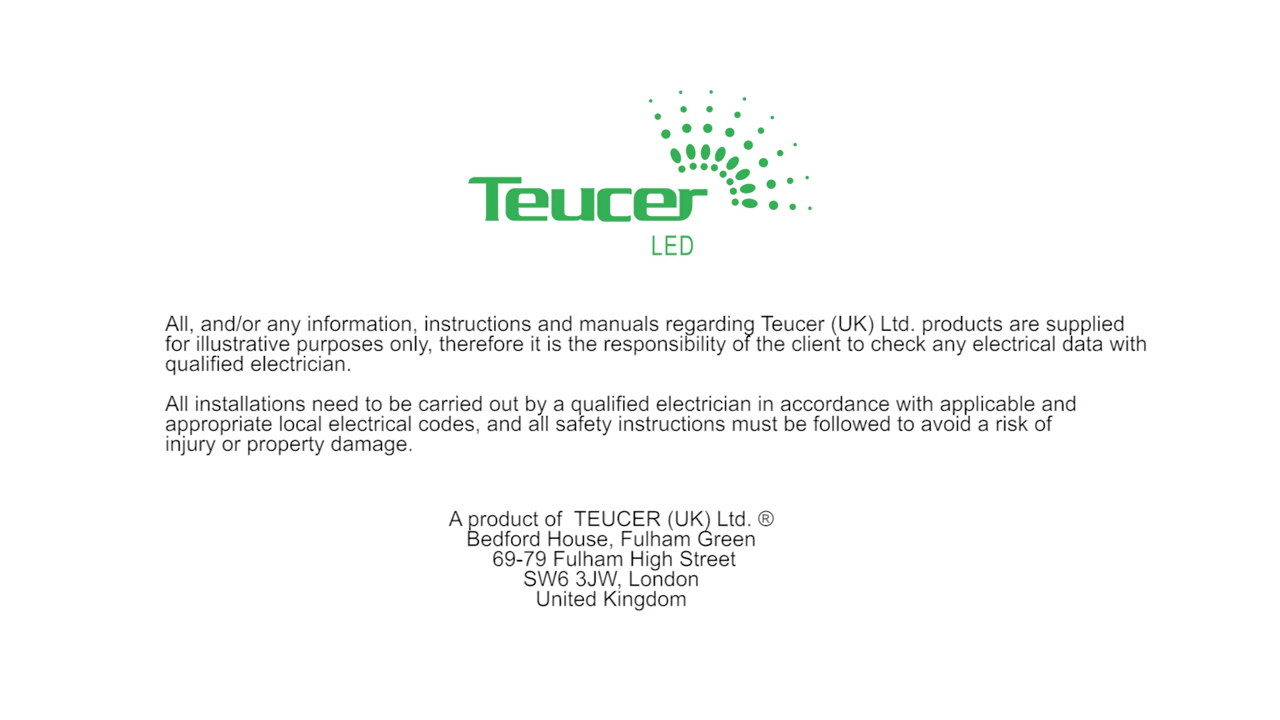 Teucer
LED
All, and/or any information, instructions and manuals regarding Teucer (UK) Ltd. products are supplied
for illustrative purposes only, therefore it is the responsibility of the client to check any electrical data with
qualified electrician.
All installations need to be carried out by a qualified electrician in accordance with applicable and
appropriate local electrical codes, and all safety instructions must be followed to avoid a risk of
injury or property damage.
A product of  TEUCER (UK) Ltd. ®
Bedford House, Fulham Green
69-79 Fulham High Street
SW6 3JW, London
United Kingdom